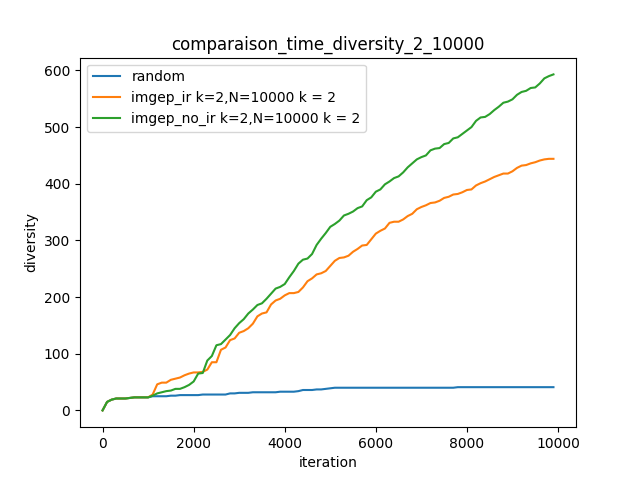 comparaison_time_diversity_2_10000
random
imgep_ir k=2,N=10000 k = 2
imgep_no_ir k=2,N=10000 k = 2
600
500
400
300
200
100
0
diversity
0 2000 4000 6000 8000 10000
iteration